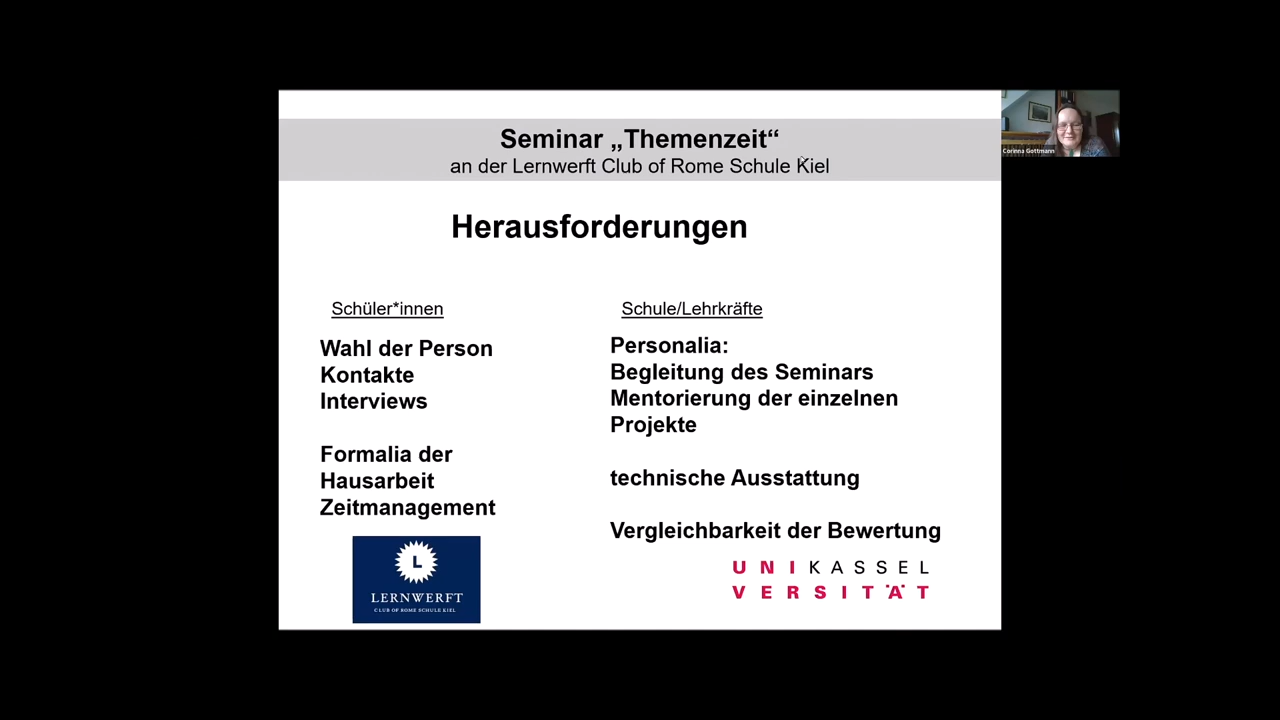 Seminar „Themenzeit“
an der Lernwerft Club of Rome Schule Kiel
Corinna Gottmann
Herausforderungen
Schüler*innen
Wahl der Person
Kontakte
Interviews
Formalia der
Hausarbeit
Zeitmanagement
Schule/Lehrkräfte
Personalia:
Begleitung des Seminars
Mentorierung der einzelnen
Projekte
technische Ausstattung
Vergleichbarkeit der Bewertung
L
LERNWERFT
CLUB OF ROME SCHULE KIEL
UNIKASSEL
VERSITÄT